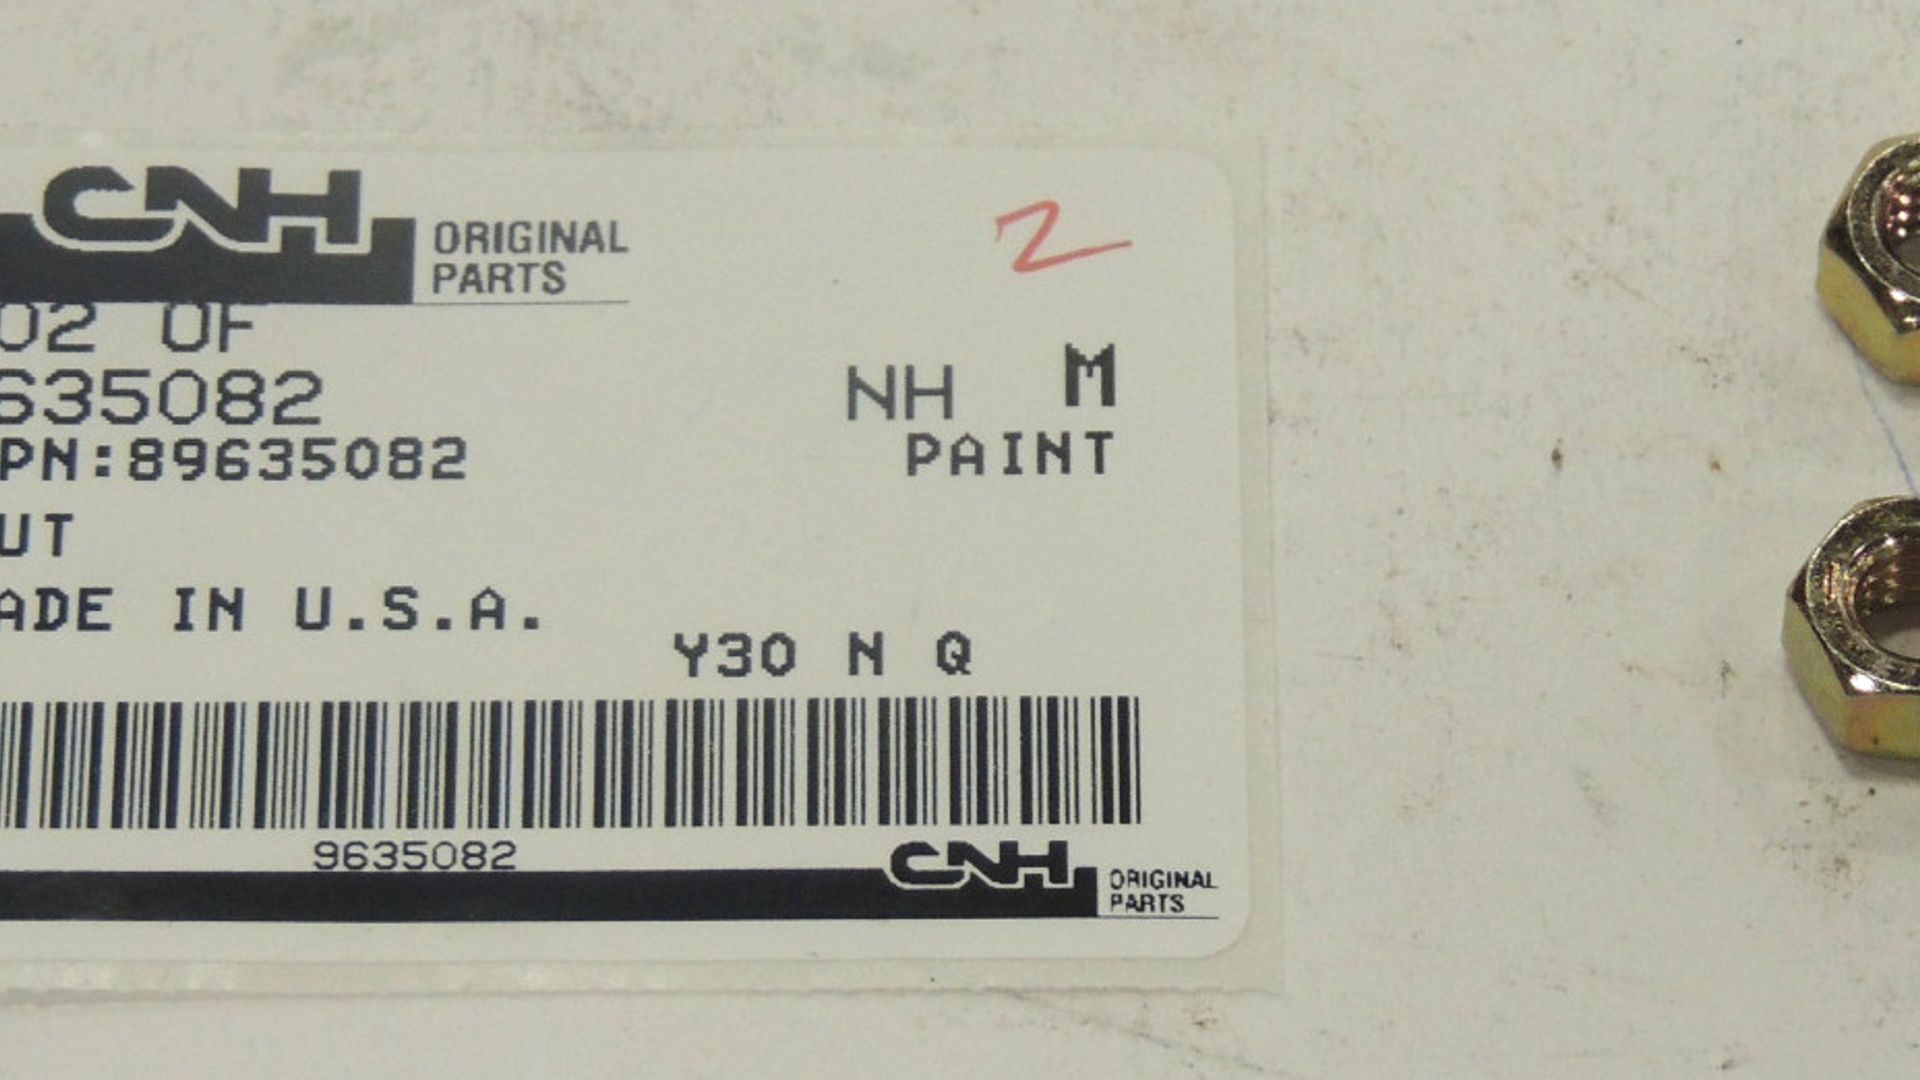 CNH ORIGINAL
PARTS
2
02 OF
635082
NH M
PN:89635082
PAINT
UT
ADE IN U.S.A.
Y30 N Q
9635082
CNH ORIGINAL
PARTS